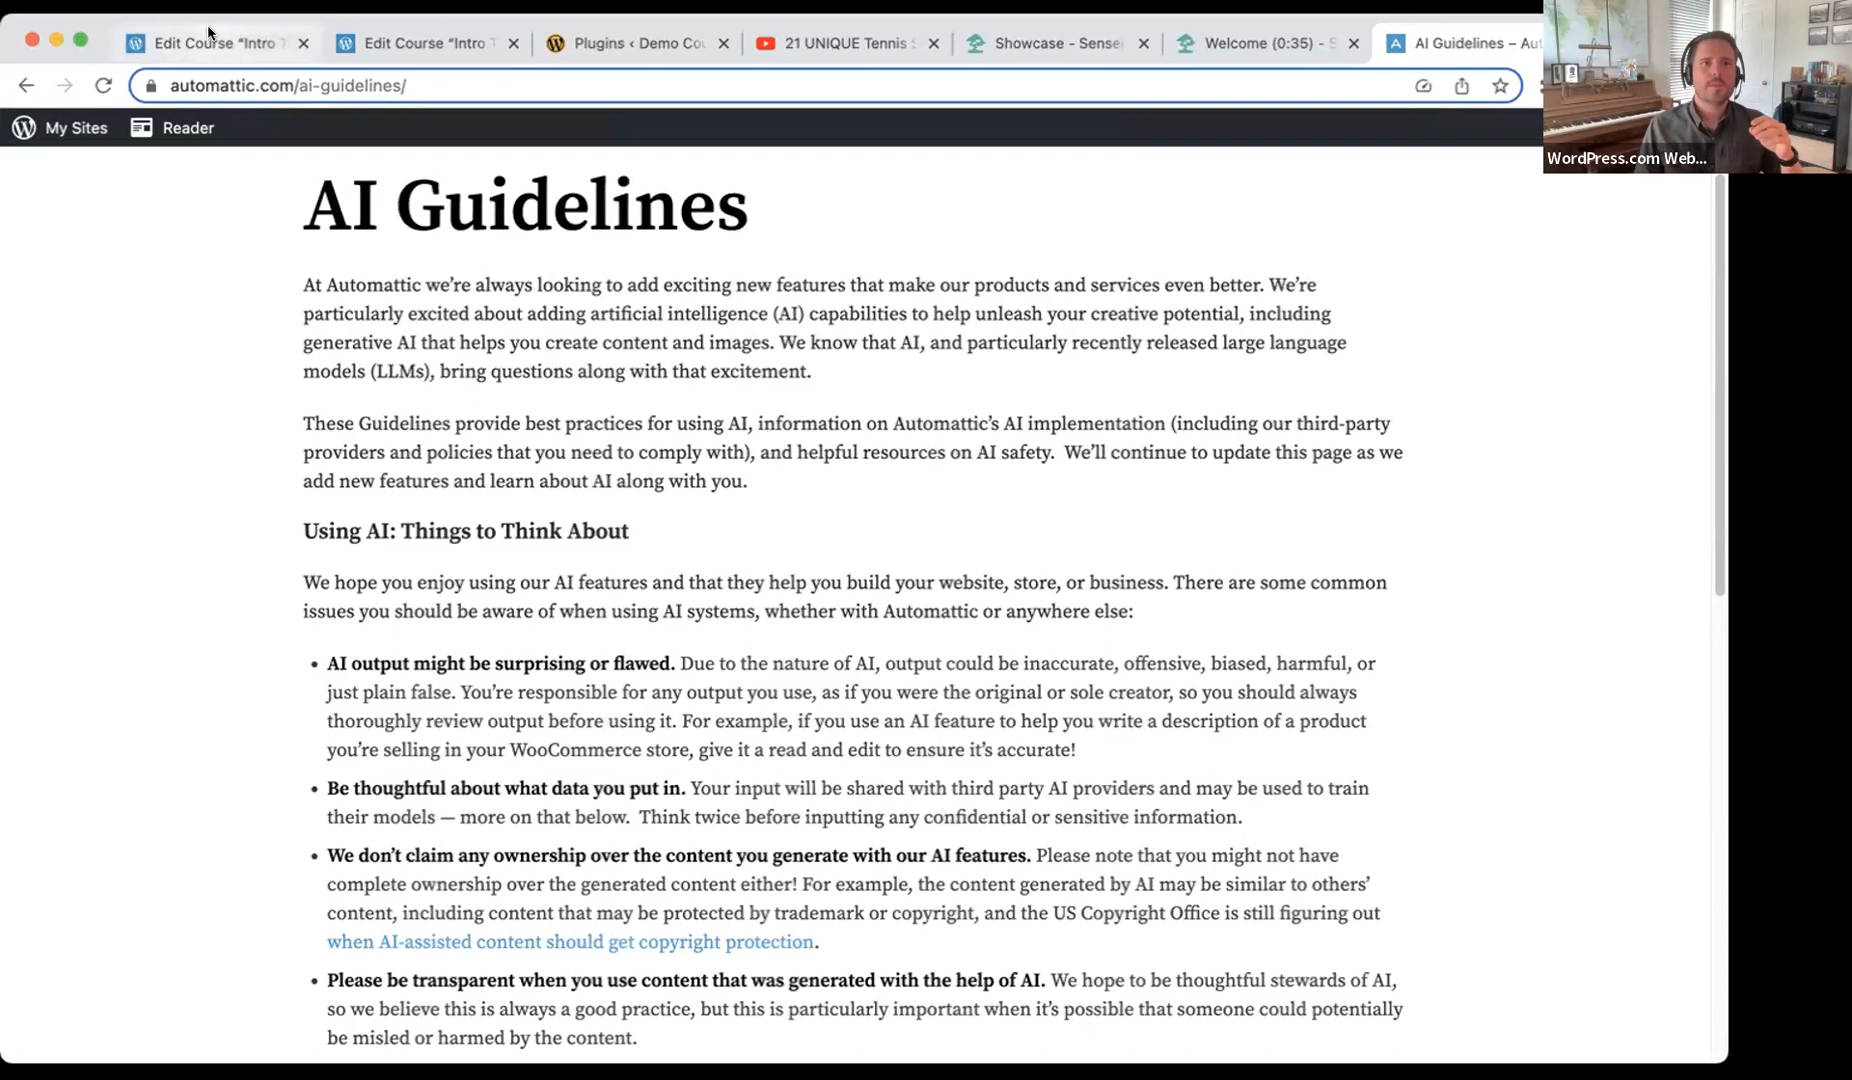 Edit Course “Intro T
Edit Course “Intro T
Plugins ‹ Demo Cou
21 UNIQUE Tennis
Showcase - Sensei
Welcome (0:35) - S
AI Guidelines – Aut
automattic.com/ai-guidelines/
My Sites
Reader
WordPress.com Web...
AI Guidelines
At Automattic we’re always looking to add exciting new features that make our products and services even better. We’re
particularly excited about adding artificial intelligence (AI) capabilities to help unleash your creative potential, including
generative AI that helps you create content and images. We know that AI, and particularly recently released large language
models (LLMs), bring questions along with that excitement.
These Guidelines provide best practices for using AI, information on Automattic’s AI implementation (including our third-party
providers and policies that you need to comply with), and helpful resources on AI safety.  We’ll continue to update this page as we
add new features and learn about AI along with you.
Using AI: Things to Think About
We hope you enjoy using our AI features and that they help you build your website, store, or business. There are some common
issues you should be aware of when using AI systems, whether with Automattic or anywhere else:
• AI output might be surprising or flawed. Due to the nature of AI, output could be inaccurate, offensive, biased, harmful, or
just plain false. You’re responsible for any output you use, as if you were the original or sole creator, so you should always
thoroughly review output before using it. For example, if you use an AI feature to help you write a description of a product
you’re selling in your WooCommerce store, give it a read and edit to ensure it’s accurate!
• Be thoughtful about what data you put in. Your input will be shared with third party AI providers and may be used to train
their models — more on that below.  Think twice before inputting any confidential or sensitive information.
• We don’t claim any ownership over the content you generate with our AI features. Please note that you might not have
complete ownership over the generated content either! For example, the content generated by AI may be similar to others’
content, including content that may be protected by trademark or copyright, and the US Copyright Office is still figuring out
when AI-assisted content should get copyright protection.
• Please be transparent when you use content that was generated with the help of AI. We hope to be thoughtful stewards of AI,
so we believe this is always a good practice, but this is particularly important when it’s possible that someone could potentially
be misled or harmed by the content.